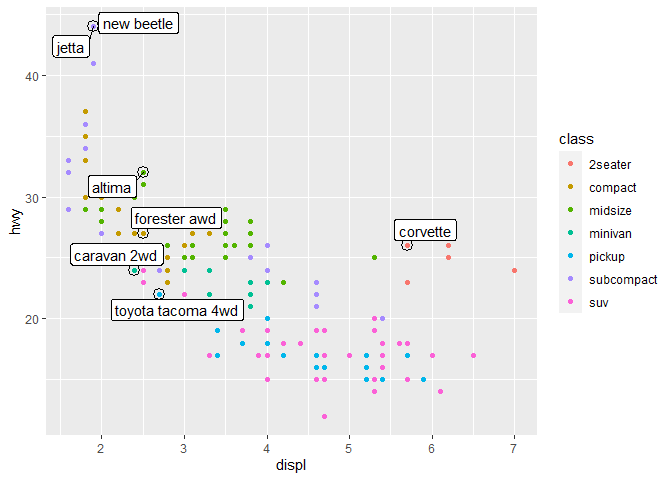 new beetle
jetta
altima
forester awd
corvette
caravan 2wd
toyota tacoma 4wd
40
30
20
hwy
2
3
4
5
6
7
displ
class
2seater
compact
midsize
minivan
pickup
subcompact
suv